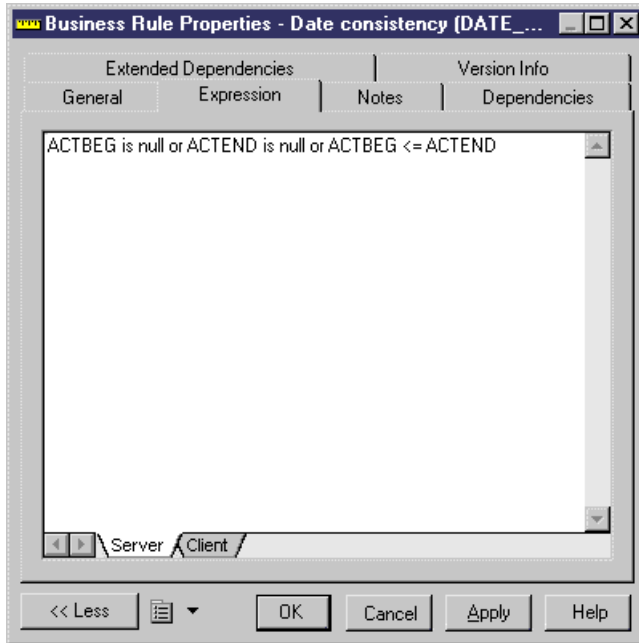 Business Rule Properties - Date consistency (DATE_...
Extended Dependencies Version Info
General Expression Notes Dependencies
ACTBEG is null or ACTEND is null or ACTBEG <= ACTEND
Server Client
<< Less OK Cancel Apply Help